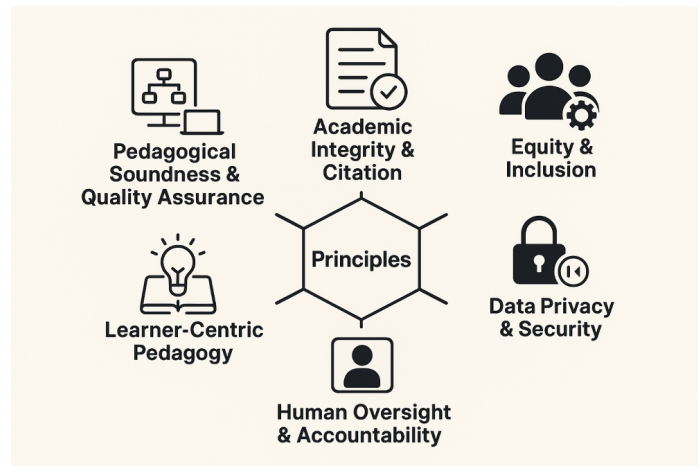 Academic
Integrity &
Citation
Pedagogical
Soundness &
Quality Assurance
Equity &
Inclusion
Principles
Learner-Centric
Pedagogy
Data Privacy
& Security
Human Oversight
& Accountability